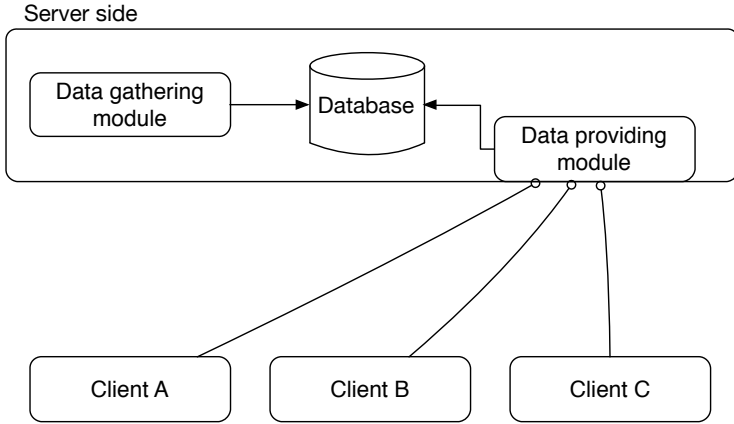 Server side
Data gathering
module
Database
Data providing
module
Client A
Client B
Client C